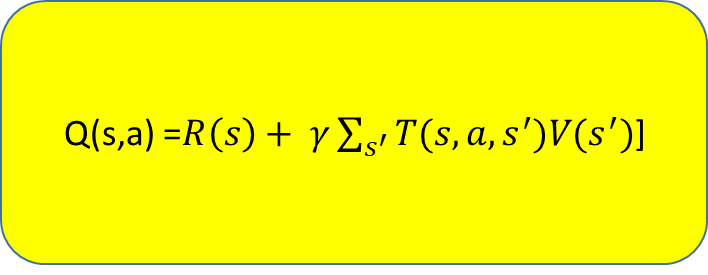 Q(s,a) =R(s) + γ∑s′ T(s, a, s′)V(s′)]